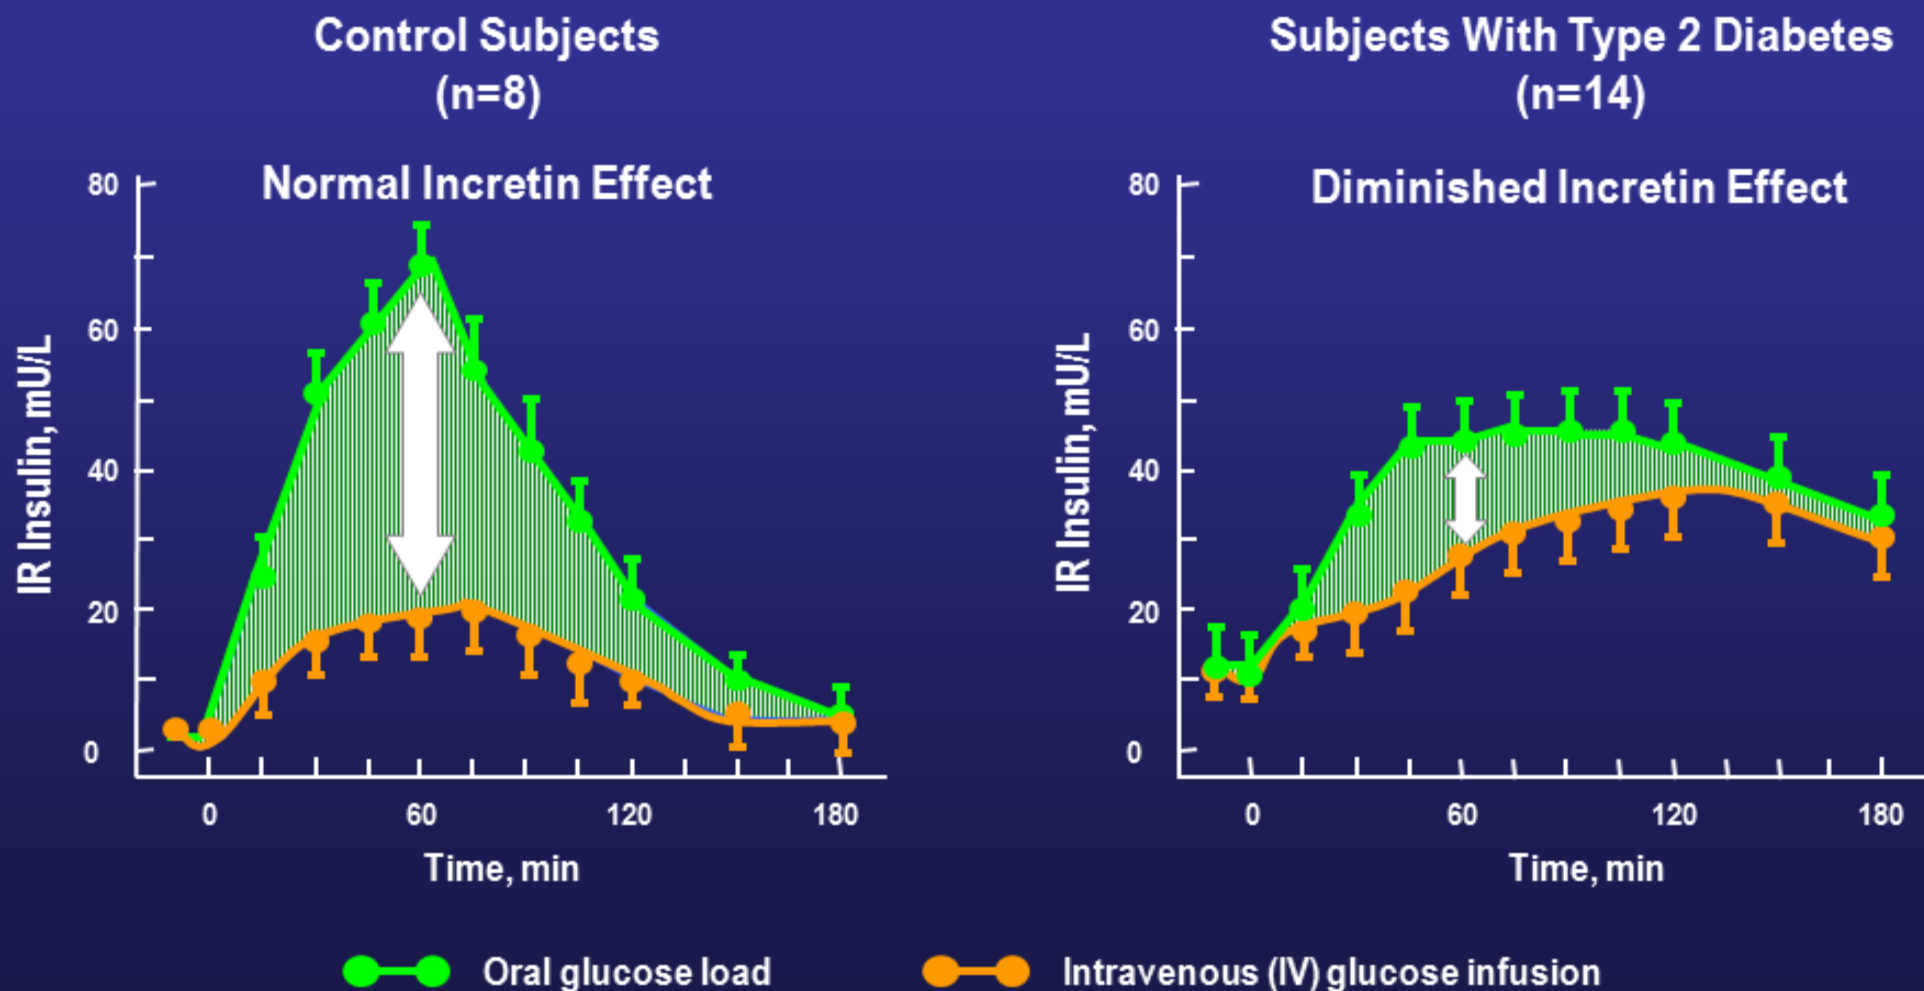 Control Subjects
(n=8)
Normal Incretin Effect
80
60
40
20
0
IR Insulin, mU/L
0 60 120 180
Time, min
Subjects With Type 2 Diabetes
(n=14)
Diminished Incretin Effect
80
60
40
20
0
IR Insulin, mU/L
0 60 120 180
Time, min
Oral glucose load
Intravenous (IV) glucose infusion